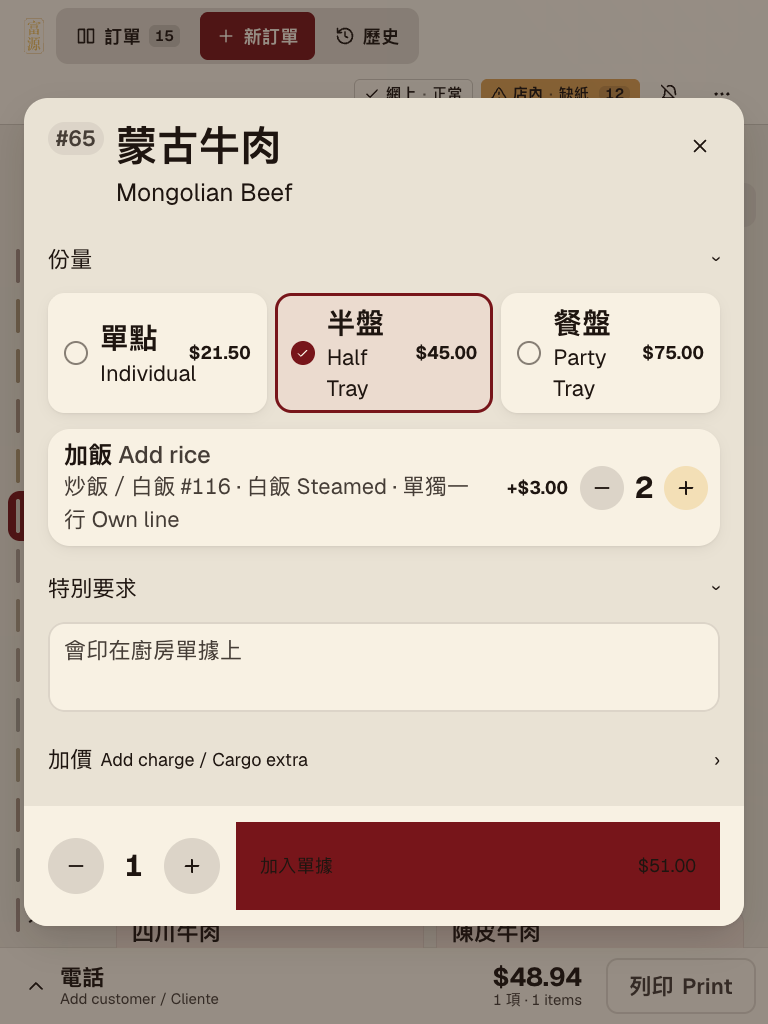 富源
訂單 15
新訂單
歷史
網上 · 正常
店內 · 缺紙 12
#65
蒙古牛肉
Mongolian Beef
份量
單點
Individual
$21.50
半盤
Half
Tray
$45.00
餐盤
Party
Tray
$75.00
加飯 Add rice
炒飯 / 白飯 #116 · 白飯 Steamed · 單獨一
行 Own line
+$3.00
2
特別要求
會印在廚房單據上
加價 Add charge / Cargo extra
1
加入單據
$51.00
四川牛肉
陳皮牛肉
電話
Add customer / Cliente
$48.94
1 項 · 1 items
列印 Print